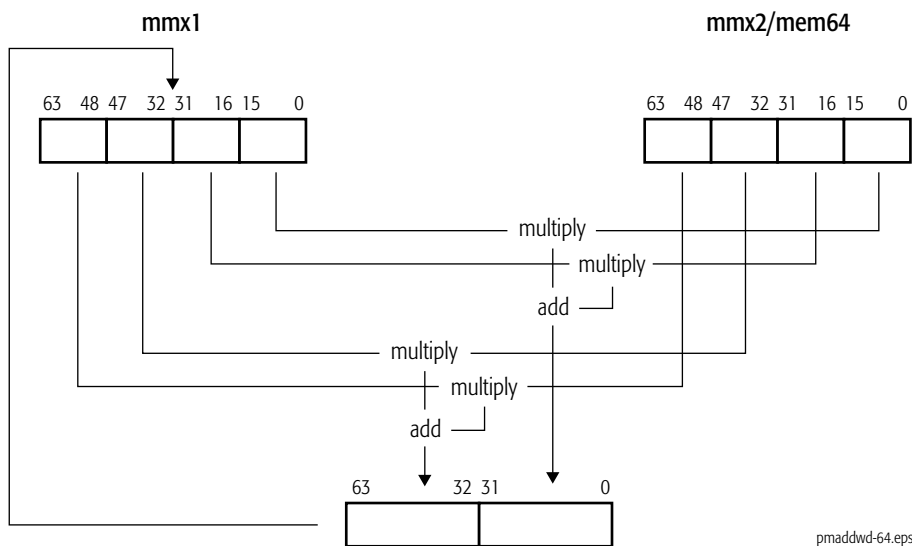 mmx1 mmx2/mem64
63 48 47 32 31 16 15 0 63 48 47 32 31 16 15 0
multiply
multiply
add
multiply
multiply
add
63 32 31 0
pmaddwd-64.eps